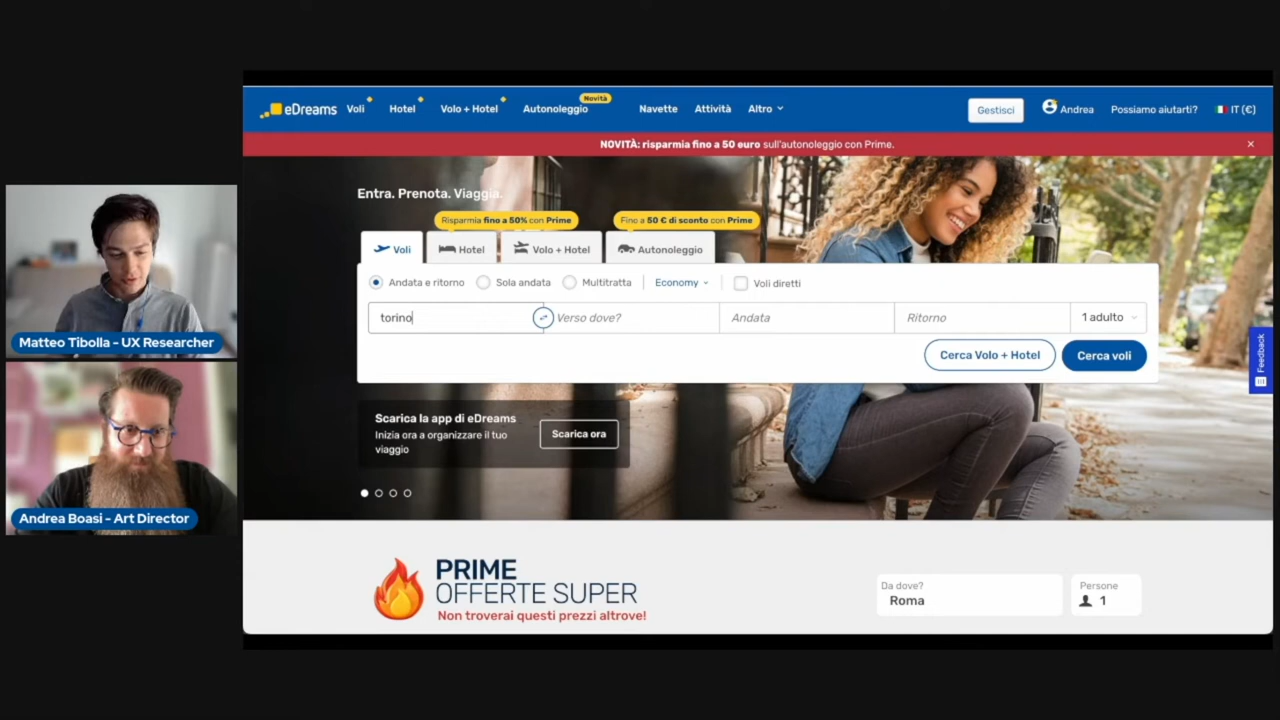 eDreams
Voli
Hotel
Volo + Hotel
Autonoleggio
Novità
Navette
Attività
Altro
Gestisci
Andrea
Possiamo aiutarti?
IT (€)
NOVITÀ: risparmia fino a 50 euro sull'autonoleggio con Prime.
Entra. Prenota. Viaggia.
Risparmia fino a 50% con Prime
Fino a 50 € di sconto con Prime
Voli
Hotel
Volo + Hotel
Autonoleggio
Andata e ritorno
Sola andata
Multitratta
Economy
Voli diretti
torino
Verso dove?
Andata
Ritorno
1 adulto
Cerca Volo + Hotel
Cerca voli
Feedback
Scarica la app di eDreams
Inizia ora a organizzare il tuo
viaggio
Scarica ora
PRIME
OFFERTE SUPER
Non troverai questi prezzi altrove!
Da dove?
Roma
Persone
1
Matteo Tibolla - UX Researcher
Andrea Boasi - Art Director